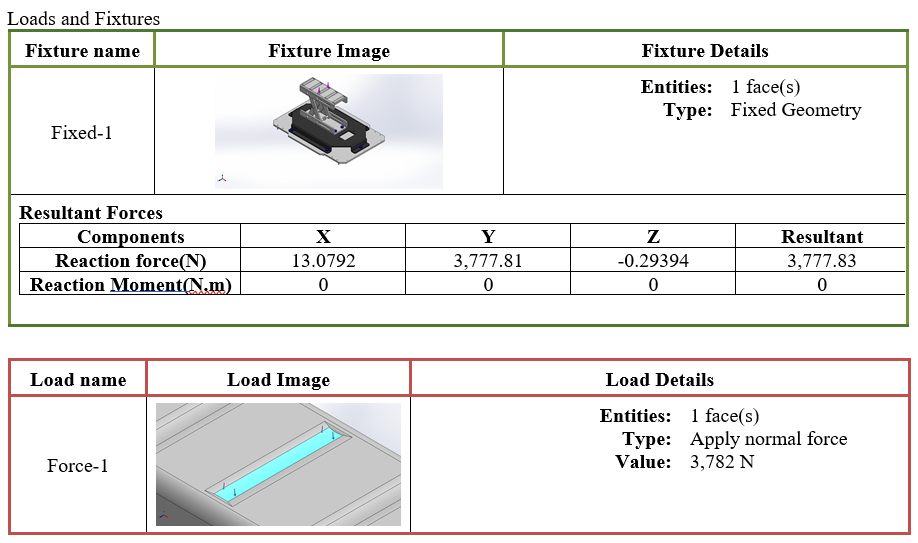 Loads and Fixtures
Fixture name Fixture Image Fixture Details
Fixed-1
Entities: 1 face(s)
Type: Fixed Geometry
Resultant Forces
Components X Y Z Resultant
Reaction force(N) 13.0792 3,777.81 -0.29394 3,777.83
Reaction Moment(N.m) 0 0 0 0
Load name Load Image Load Details
Force-1
Entities: 1 face(s)
Type: Apply normal force
Value: 3,782 N